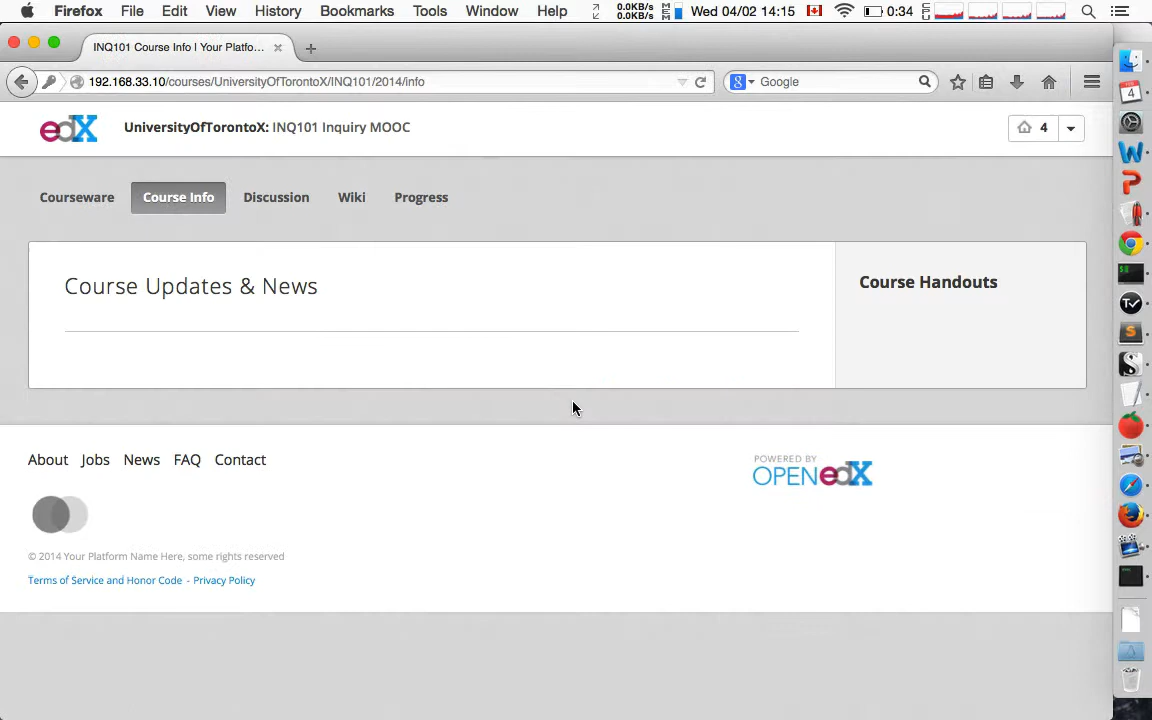 Firefox File Edit View History Bookmarks Tools Window Help 0.0KB/s 0.0KB/s Wed 04/02 14:15 0:34
INQ101 Course Info | Your Platfo...
192.168.33.10/courses/UniversityOfTorontoX/INQ101/2014/info Google
edX UniversityOfTorontoX: INQ101 Inquiry MOOC 4
Courseware Course Info Discussion Wiki Progress
Course Updates & News
Course Handouts
About Jobs News FAQ Contact
POWERED BY
OPEN edX
© 2014 Your Platform Name Here, some rights reserved
Terms of Service and Honor Code - Privacy Policy